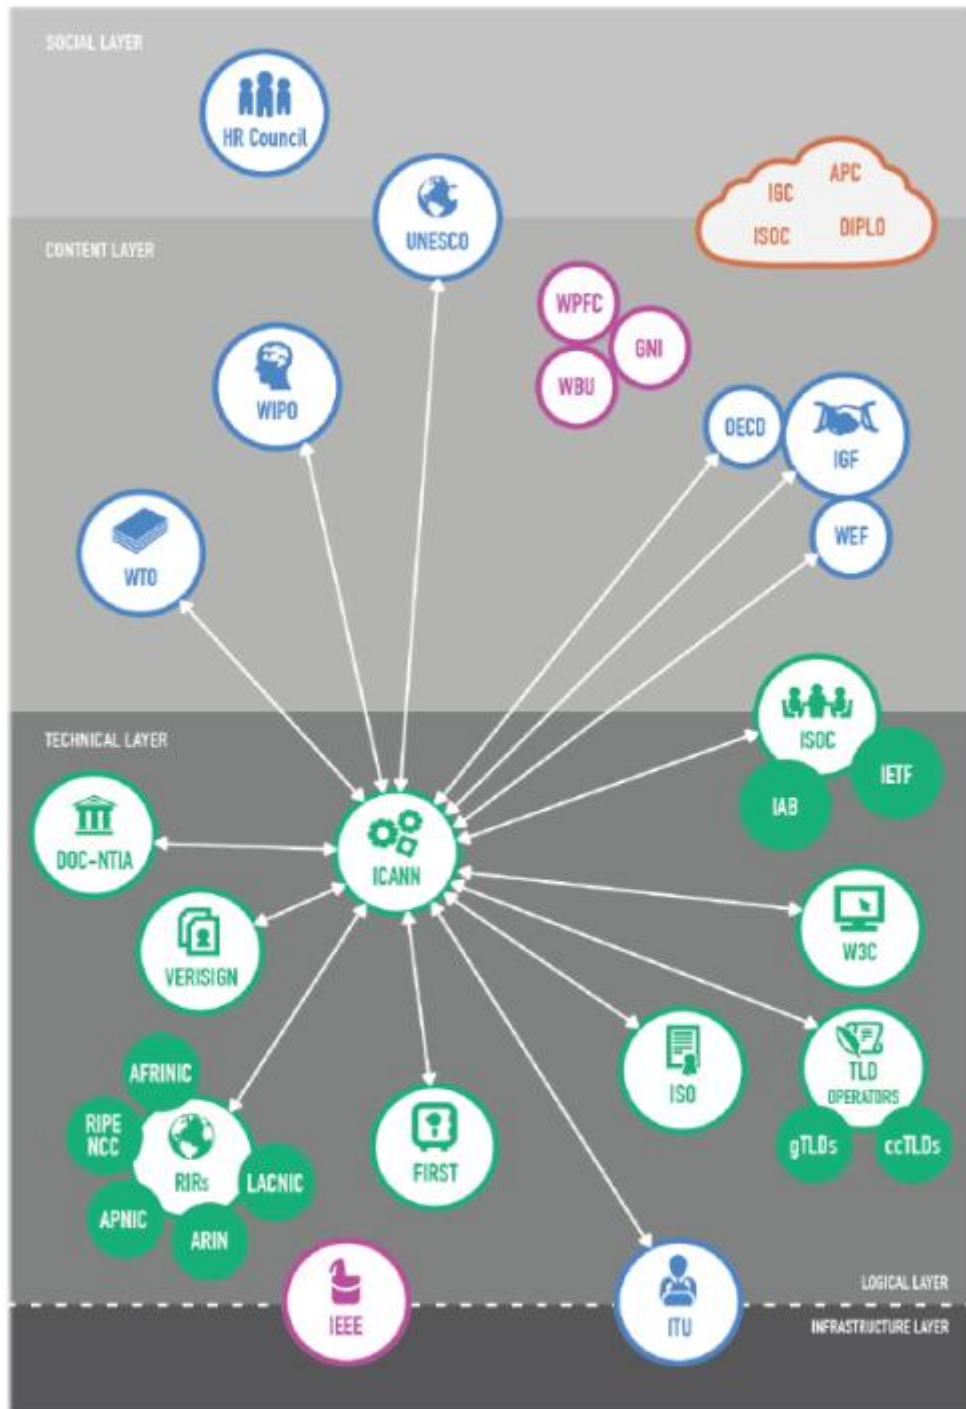 SOCIAL LAYER
HR Council
UNESCO
IGC
APC
ISOC
DIPLO
CONTENT LAYER
WPFC
GNI
WBU
WIPO
OECD
IGF
WEF
WTO
TECHNICAL LAYER
ISOC
IETF
IAB
DOC-NTIA
ICANN
W3C
VERISIGN
AFRINIC
RIPE
NCC
RIRs
LACNIC
APNIC
ARIN
FIRST
ISO
TLD
OPERATORS
gTLDs
ccTLDs
IEEE
ITU
LOGICAL LAYER
INFRASTRUCTURE LAYER